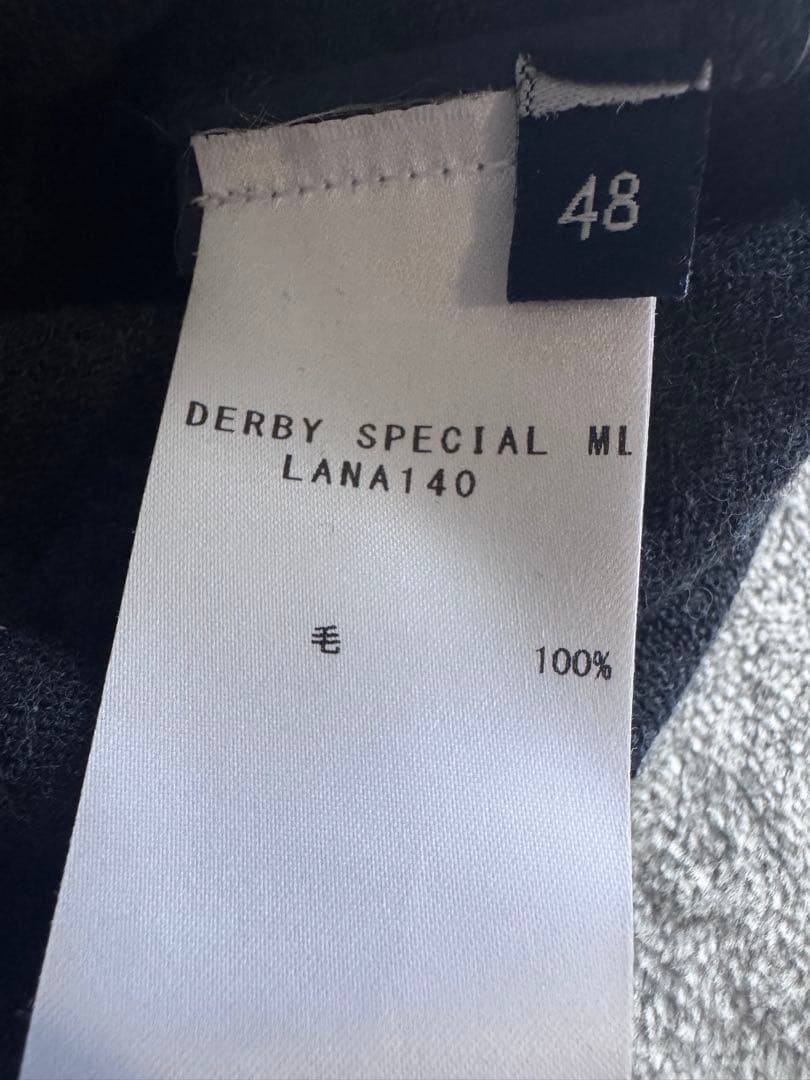 48
DERBY SPECIAL ML
LANA140
毛 100%